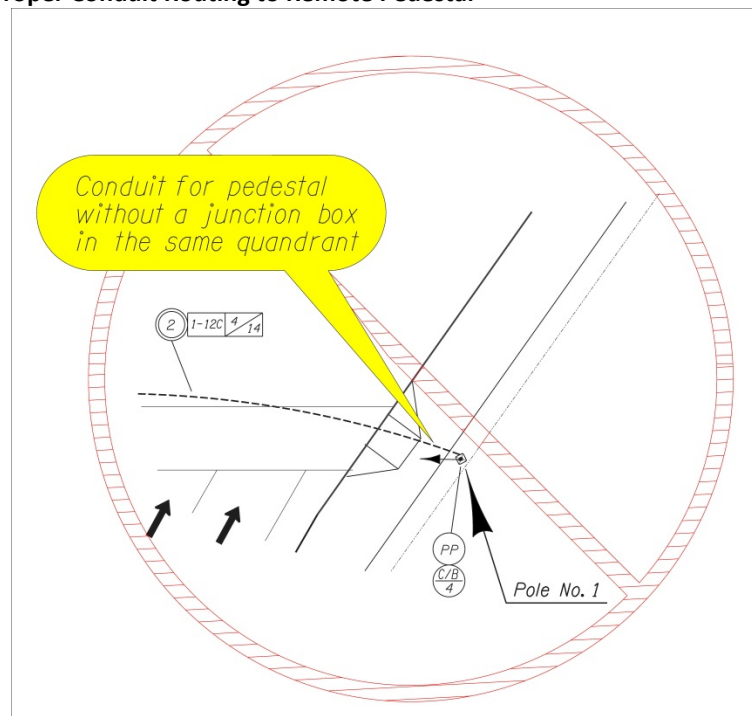 roper Conduit Routing to Remote Pedestal
Conduit for pedestal
without a junction box
in the same quandrant
2 1-12C 4/14
PP
C/B
4
Pole No. 1